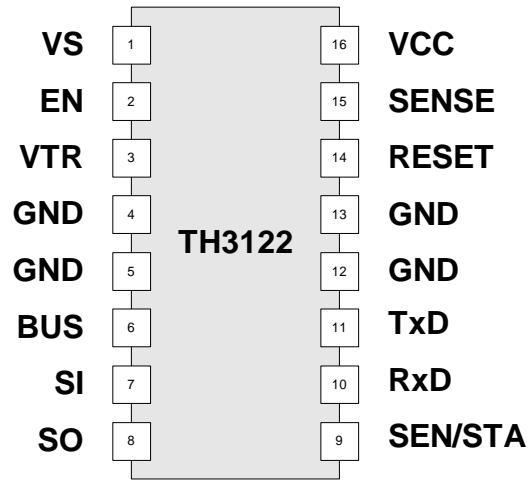 VS 1 16 VCC
EN 2 15 SENSE
VTR 3 14 RESET
GND 4 13 GND
TH3122
GND 5 12 GND
BUS 6 11 TxD
SI 7 10 RxD
SO 8 9 SEN/STA